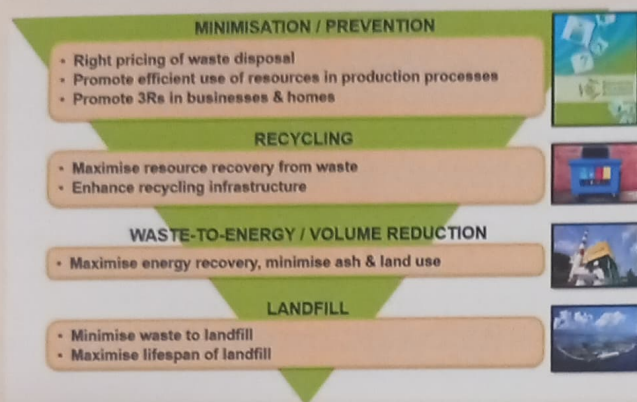 MINIMISATION / PREVENTION
• Right pricing of waste disposal
• Promote efficient use of resources in production processes
• Promote 3Rs in businesses & homes
RECYCLING
• Maximise resource recovery from waste
• Enhance recycling infrastructure
WASTE-TO-ENERGY / VOLUME REDUCTION
• Maximise energy recovery, minimise ash & land use
LANDFILL
• Minimise waste to landfill
• Maximise lifespan of landfill